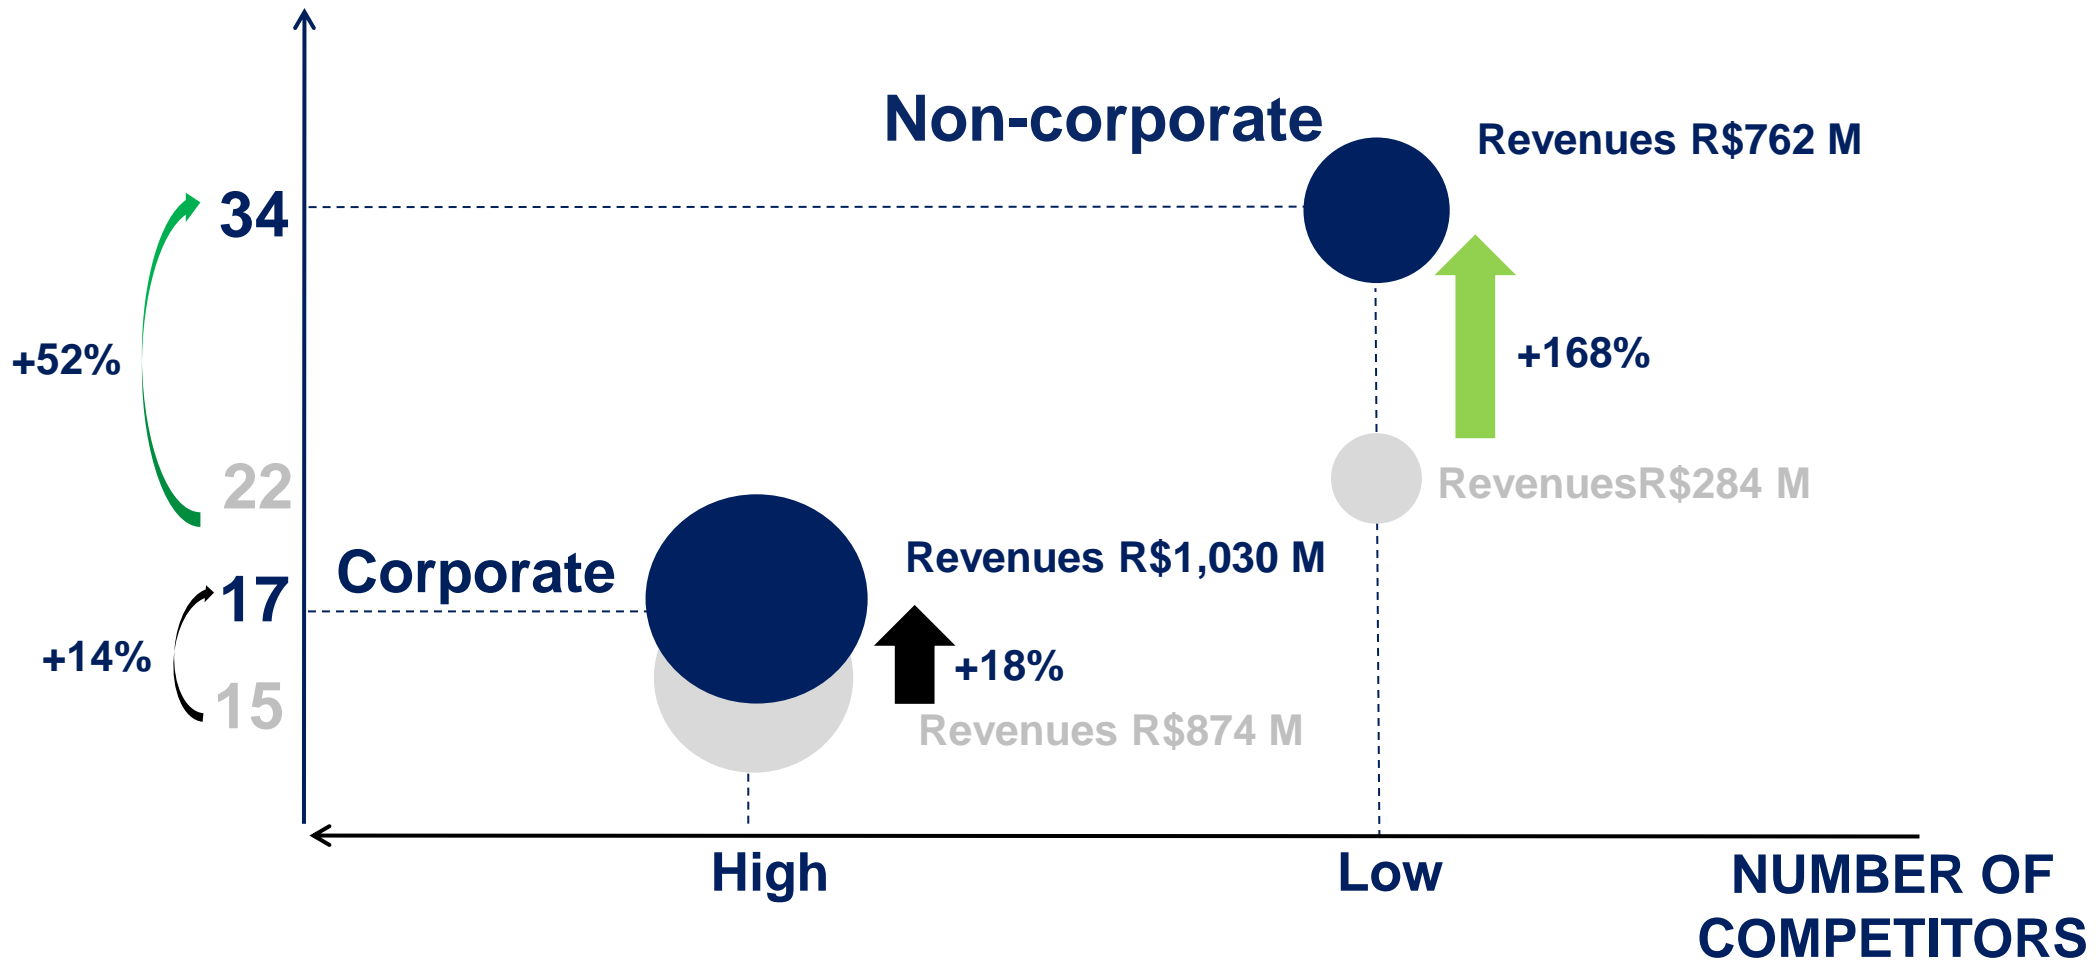 Non-corporate
Revenues R$762 M
34
+52%
+168%
22
RevenuesR$284 M
Corporate
Revenues R$1,030 M
17
+14%
+18%
15
Revenues R$874 M
High
Low
NUMBER OF
COMPETITORS